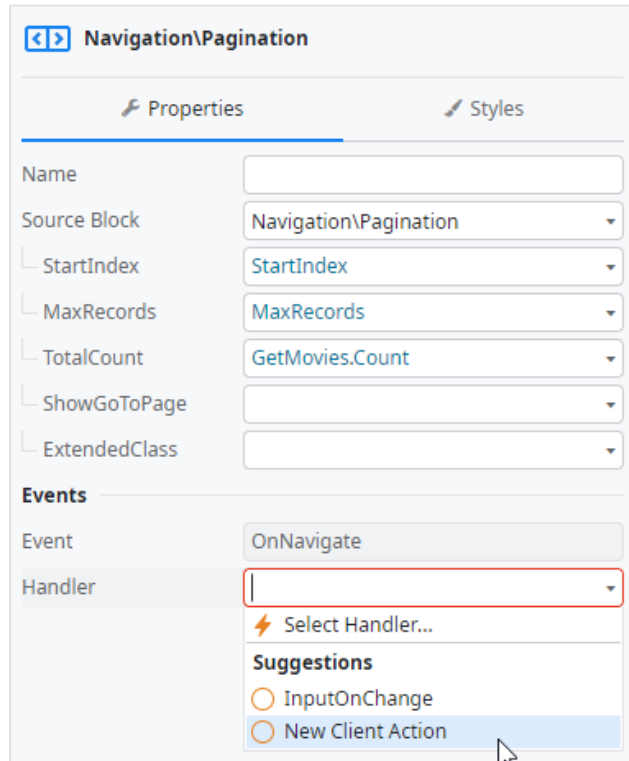 Navigation\Pagination
Properties Styles
Name
Source Block Navigation\Pagination
StartIndex StartIndex
MaxRecords MaxRecords
TotalCount GetMovies.Count
ShowGoToPage
ExtendedClass
Events
Event OnNavigate
Handler
Select Handler...
Suggestions
InputOnChange
New Client Action